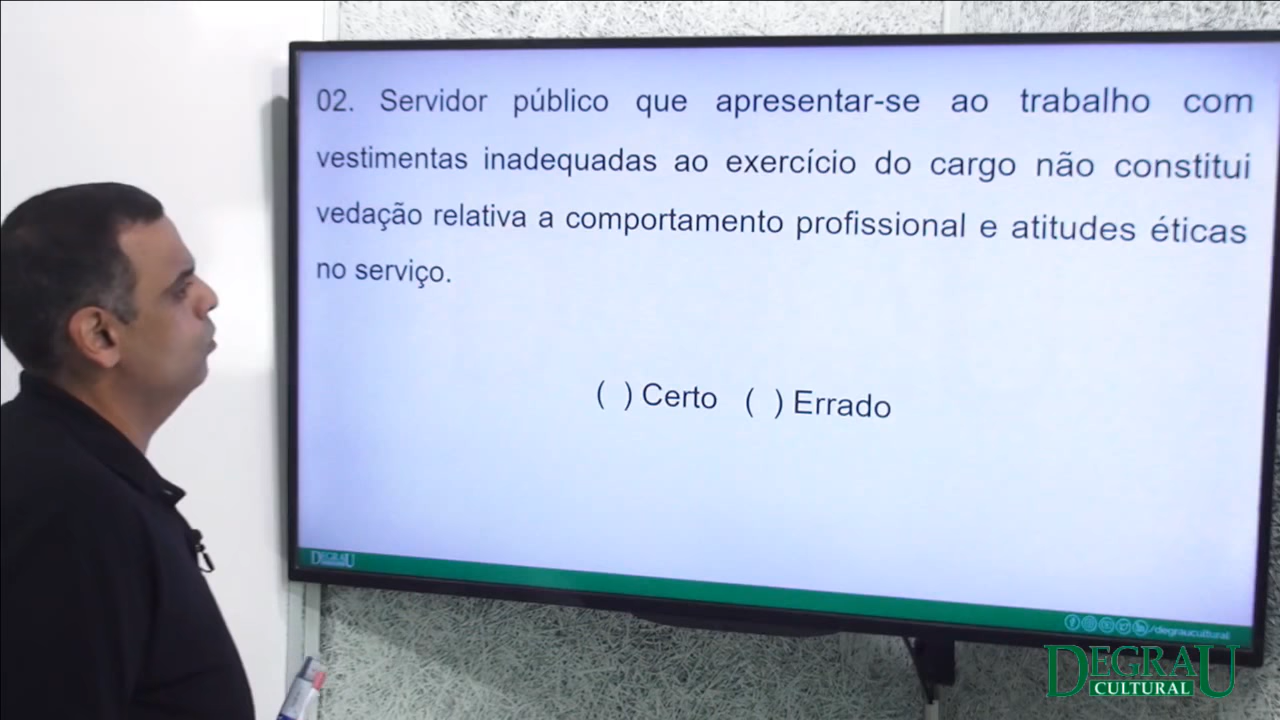 02. Servidor público que apresentar-se ao trabalho com
vestimentas inadequadas ao exercício do cargo não constitui
vedação relativa a comportamento profissional e atitudes éticas
no serviço.
( ) Certo ( ) Errado
DEGRAU
/degraucultural
DEGRAU
CULTURAL